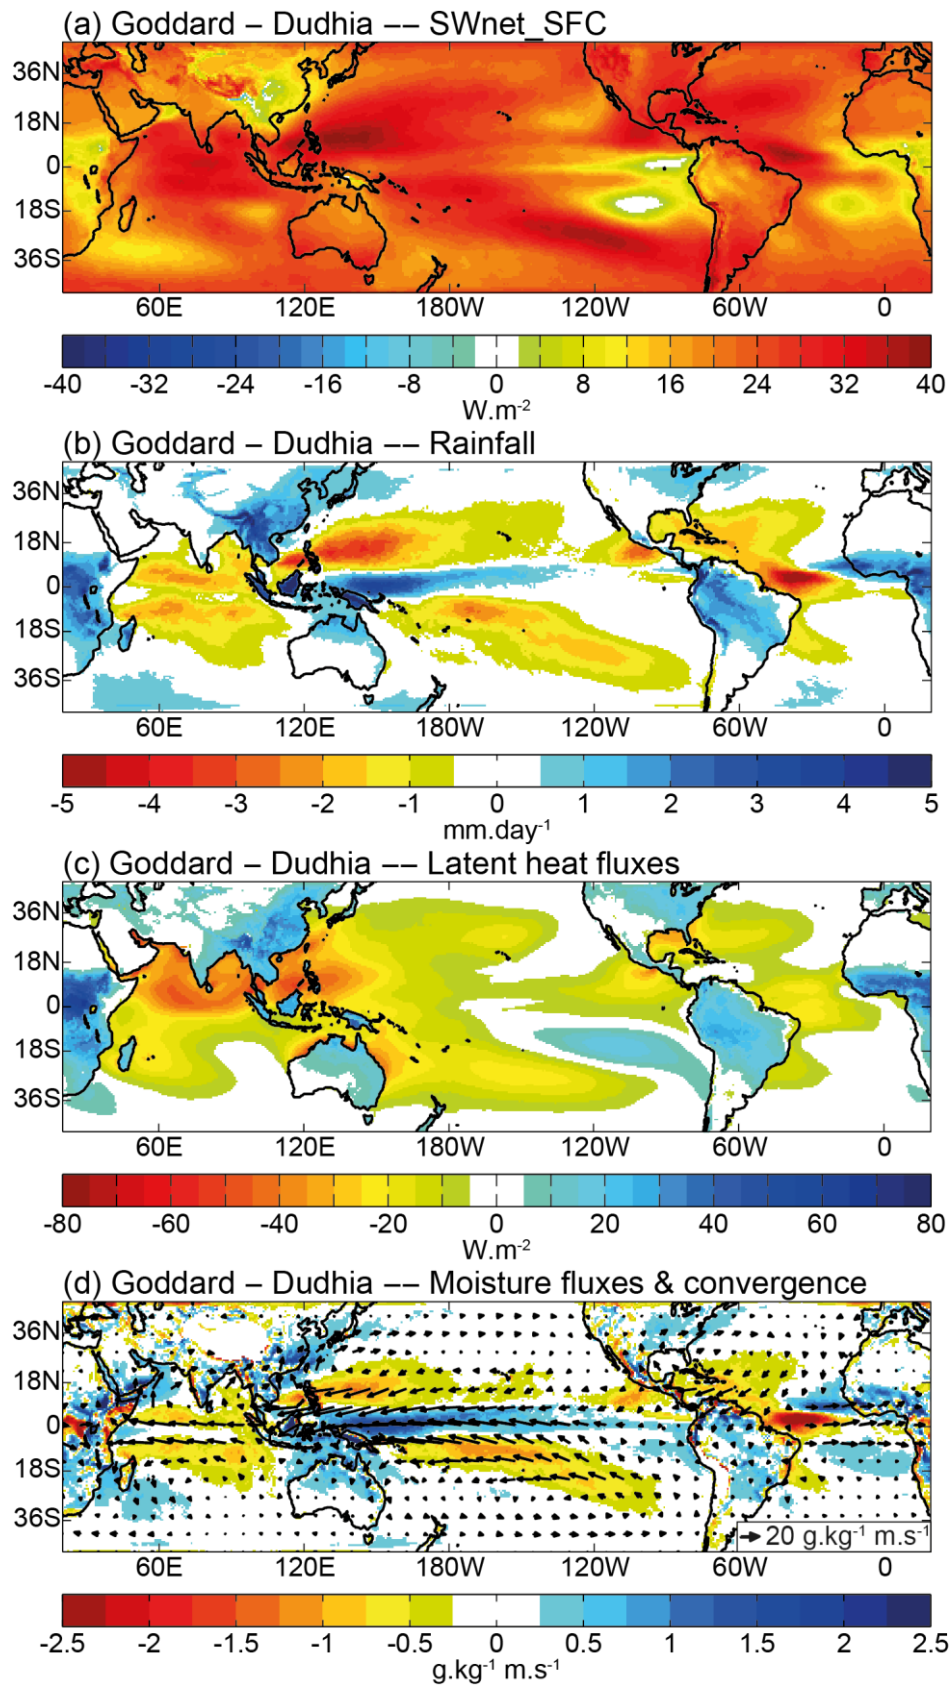 (a) Goddard – Dudhia –– SWnet_SFC
36N
18N
0
18S
36S
60E 120E 180W 120W 60W 0
-40 -32 -24 -16 -8 0 8 16 24 32 40
W.m-2
(b) Goddard – Dudhia –– Rainfall
36N
18N
0
18S
36S
60E 120E 180W 120W 60W 0
-5 -4 -3 -2 -1 0 1 2 3 4 5
mm.day-1
(c) Goddard – Dudhia –– Latent heat fluxes
36N
18N
0
18S
36S
60E 120E 180W 120W 60W 0
-80 -60 -40 -20 0 20 40 60 80
W.m-2
(d) Goddard – Dudhia –– Moisture fluxes & convergence
36N
18N
0
18S
36S
20 g.kg-1 m.s-1
60E 120E 180W 120W 60W 0
-2.5 -2 -1.5 -1 -0.5 0 0.5 1 1.5 2 2.5
g.kg-1 m.s-1